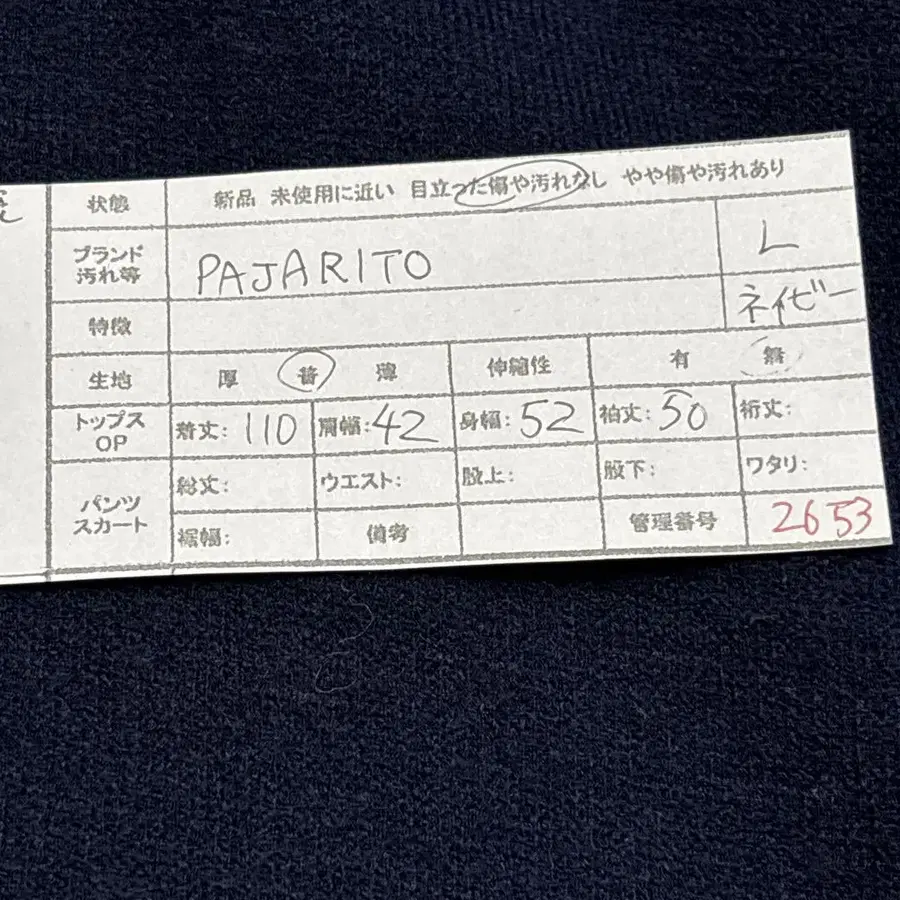 状態 新品 未使用に近い 目立った傷や汚れなし やや傷や汚れあり
ブランド
汚れ等 PAJARITO L
特徴 ネイビー
生地 厚 普 薄 伸縮性 有 無
トップス
OP 着丈: 110 肩幅: 42 身幅: 52 袖丈: 50 裄丈:
パンツ
スカート 総丈: ウエスト: 股上: 股下: ワタリ:
裾幅: 備考 管理番号 2653